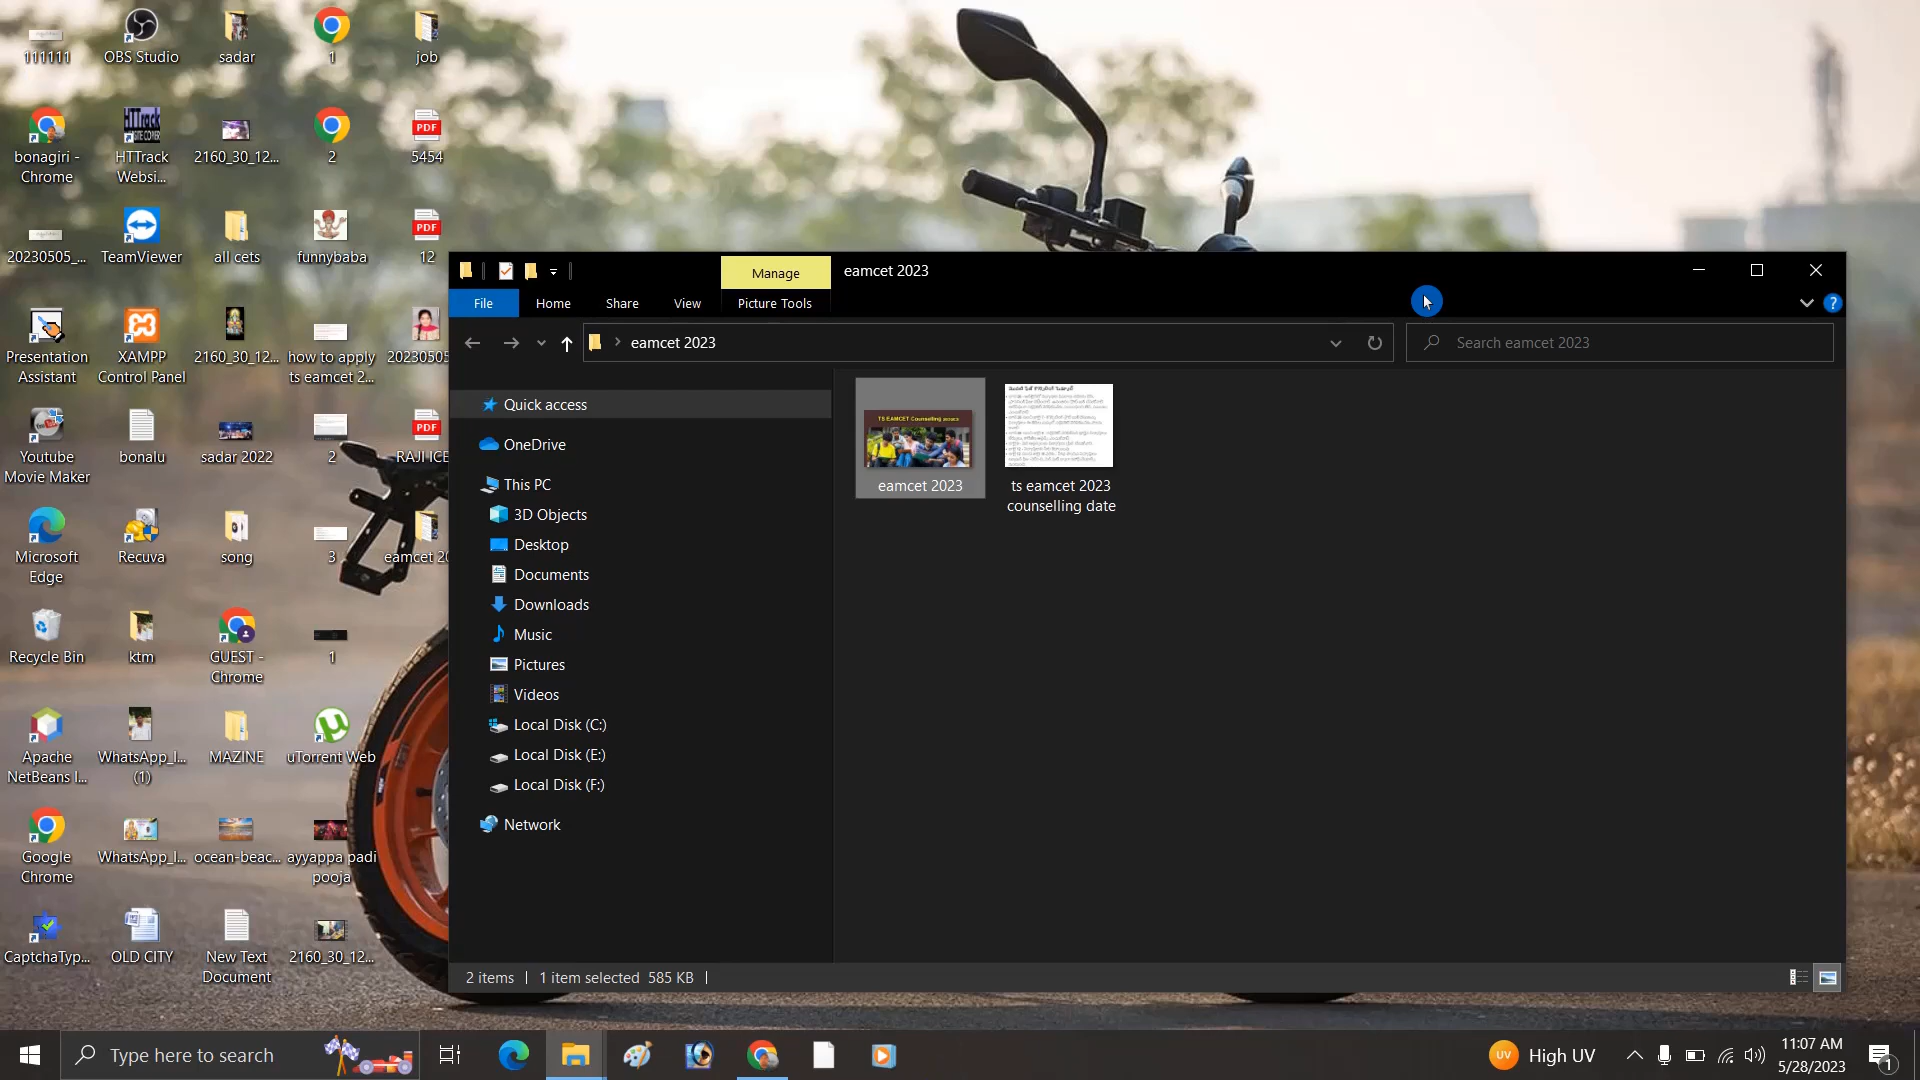 111111
OBS Studio
sadar
1
job
bonagiri -
Chrome
HTTrack
Websi...
2160_30_12...
2
PDF
5454
20230505_...
TeamViewer
all cets
funnybaba
PDF
12
Presentation
Assistant
XAMPP
Control Panel
2160_30_12...
how to apply
ts eamcet 2...
20230505
Youtube
Movie Maker
bonalu
sadar 2022
2
PDF
RAJI ICE
Microsoft
Edge
Recuva
song
3
eamcet 20
Recycle Bin
ktm
GUEST -
Chrome
1
Apache
NetBeans I...
WhatsApp_I...
(1)
MAZINE
uTorrent Web
Google
Chrome
WhatsApp_I...
ocean-beac...
ayyappa padi
pooja
CaptchaTyp...
OLD CITY
New Text
Document
2160_30_12...
Manage
eamcet 2023
File
Home
Share
View
Picture Tools
eamcet 2023
Search eamcet 2023
Quick access
OneDrive
This PC
3D Objects
Desktop
Documents
Downloads
Music
Pictures
Videos
Local Disk (C:)
Local Disk (E:)
Local Disk (F:)
Network
TS EAMCET Counselling
eamcet 2023
ts eamcet 2023
counselling date
2 items
1 item selected 585 KB
Type here to search
UV
High UV
11:07 AM
5/28/2023
1